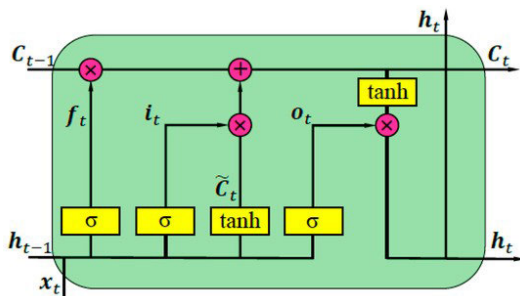 h_t
C_{t-1}
C_t
×
+
tanh
f_t
i_t
×
o_t
×
C̃_t
σ
σ
tanh
σ
h_{t-1}
h_t
x_t